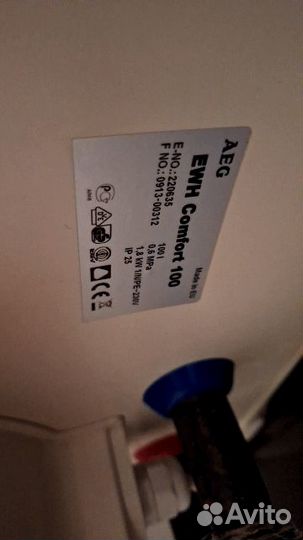 AEG
EWH Comfort 100
E-NO.:220635
F NO.:0913-00312
Made in EU
100 l
0,6 MPa
1,8 kW 1/N/PE~230V
IP 25
Avito